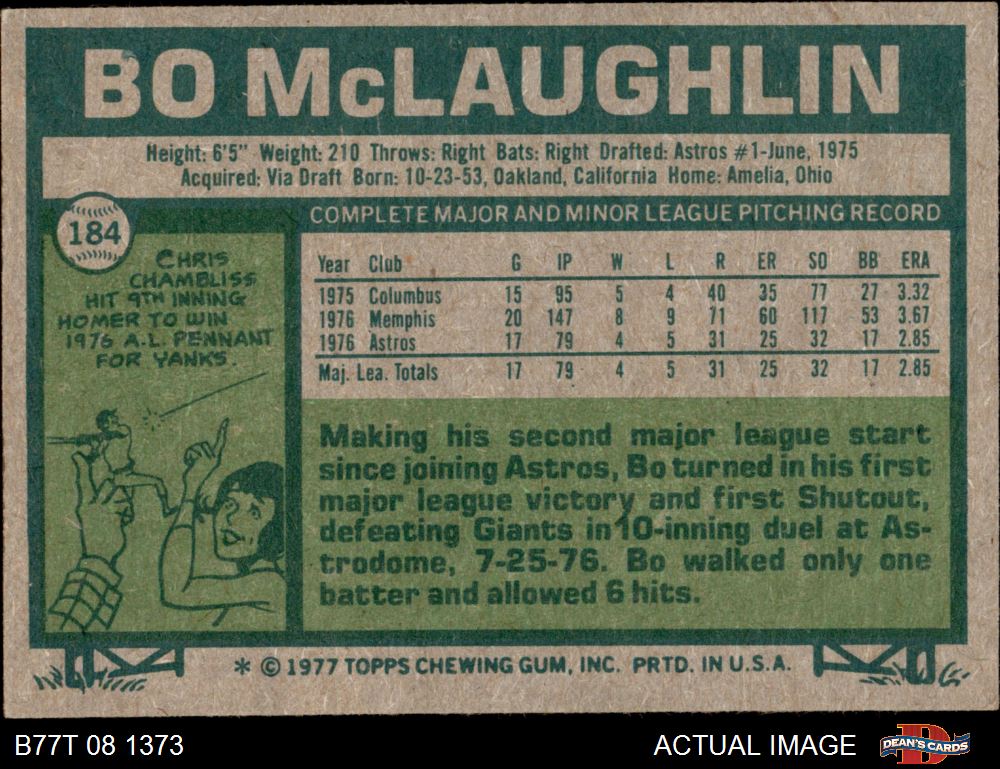 BO McLAUGHLIN
Height: 6'5" Weight: 210 Throws: Right Bats: Right Drafted: Astros #1-June, 1975
Acquired: Via Draft Born: 10-23-53, Oakland, California Home: Amelia, Ohio
184
CHRIS
CHAMBLISS
HIT 9TH INNING
HOMER TO WIN
1976 A.L. PENNANT
FOR YANKS.
COMPLETE MAJOR AND MINOR LEAGUE PITCHING RECORD
Year Club G IP W L R ER SO BB ERA
1975 Columbus 15 95 5 4 40 35 77 27 3.32
1976 Memphis 20 147 8 9 71 60 117 53 3.67
1976 Astros 17 79 4 5 31 25 32 17 2.85
Maj. Lea. Totals 17 79 4 5 31 25 32 17 2.85
Making his second major league start
since joining Astros, Bo turned in his first
major league victory and first Shutout,
defeating Giants in 10-inning duel at As-
trodome, 7-25-76. Bo walked only one
batter and allowed 6 hits.
* © 1977 TOPPS CHEWING GUM, INC. PRTD. IN U.S.A.
B77T 08 1373 ACTUAL IMAGE DEAN'S CARDS